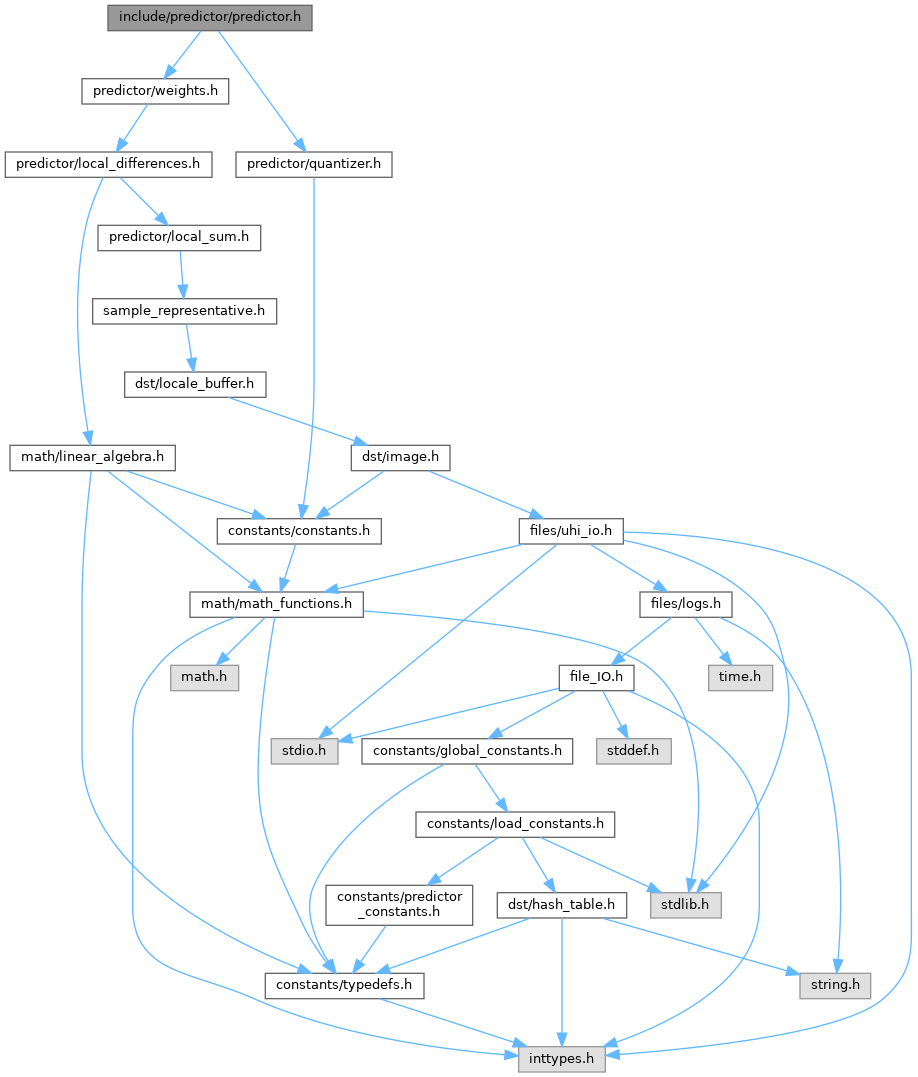 include/predictor/predictor.h
predictor/weights.h
predictor/local_differences.h
predictor/quantizer.h
predictor/local_sum.h
sample_representative.h
dst/locale_buffer.h
math/linear_algebra.h
dst/image.h
constants/constants.h
files/uhi_io.h
math/math_functions.h
files/logs.h
math.h
file_IO.h
time.h
stdio.h
constants/global_constants.h
stddef.h
constants/load_constants.h
constants/predictor
_constants.h
dst/hash_table.h
stdlib.h
constants/typedefs.h
string.h
inttypes.h